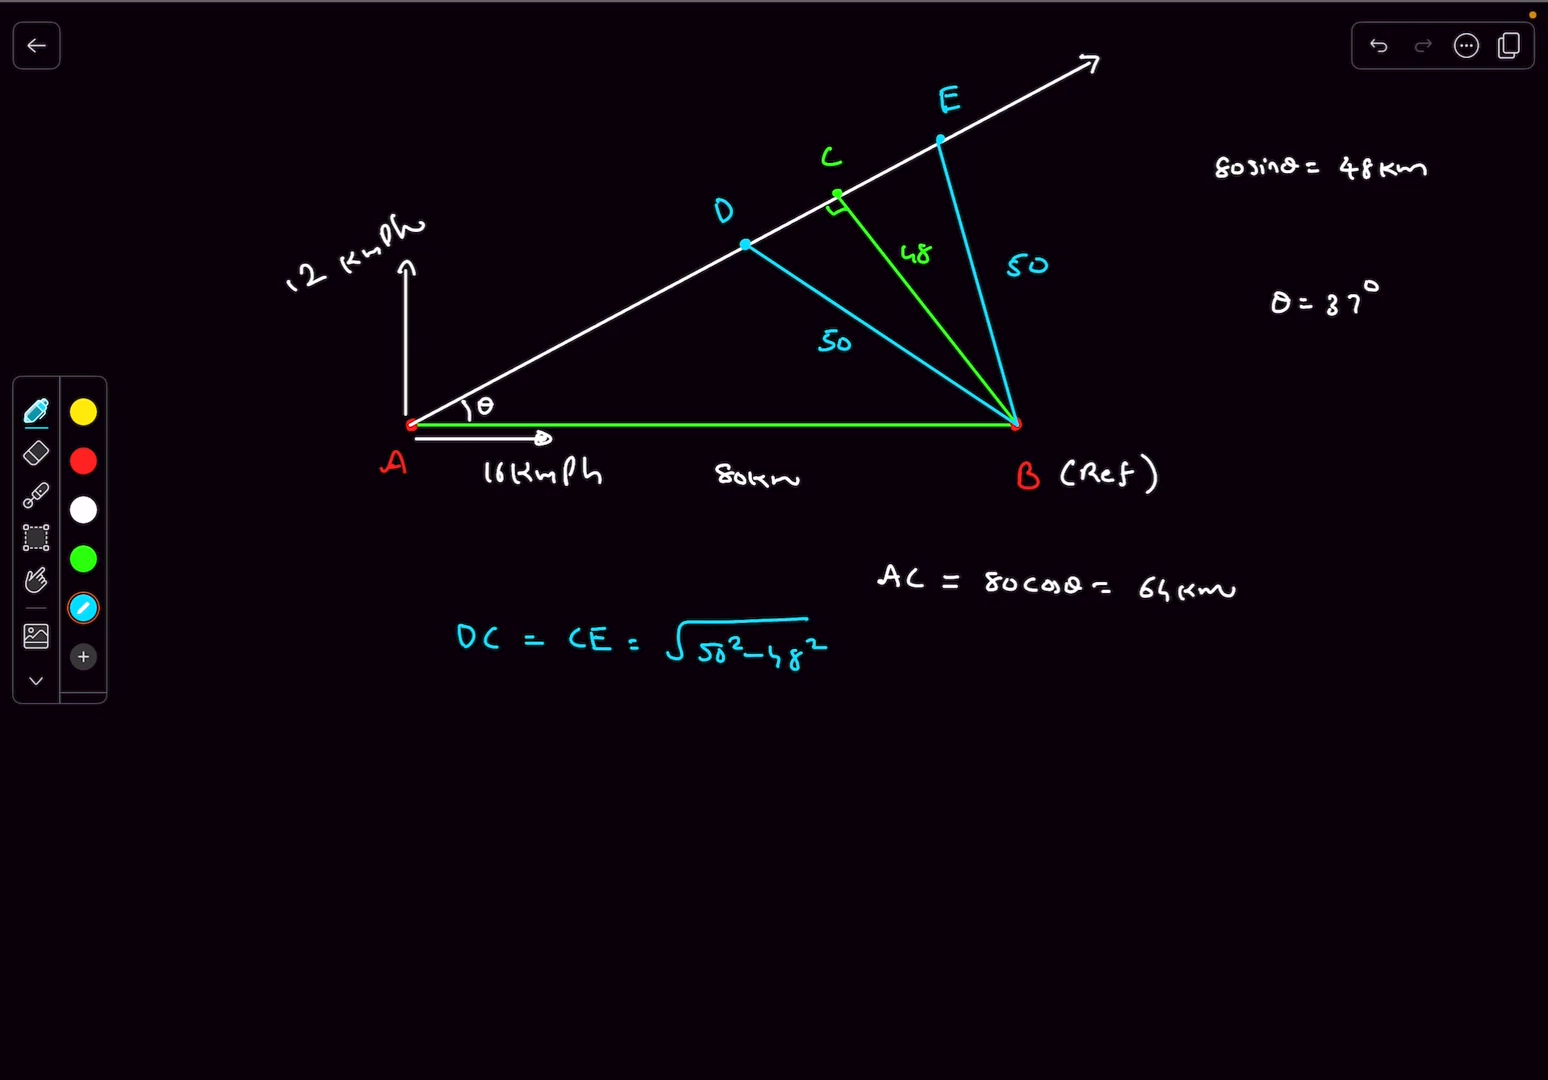 E
C
80sinθ = 48km
D
12 KmPh
48
50
θ = 37°
50
θ
A
16KmPh
80km
B (Ref)
AC = 80cosθ = 64km
DC = CE = √50²-48²